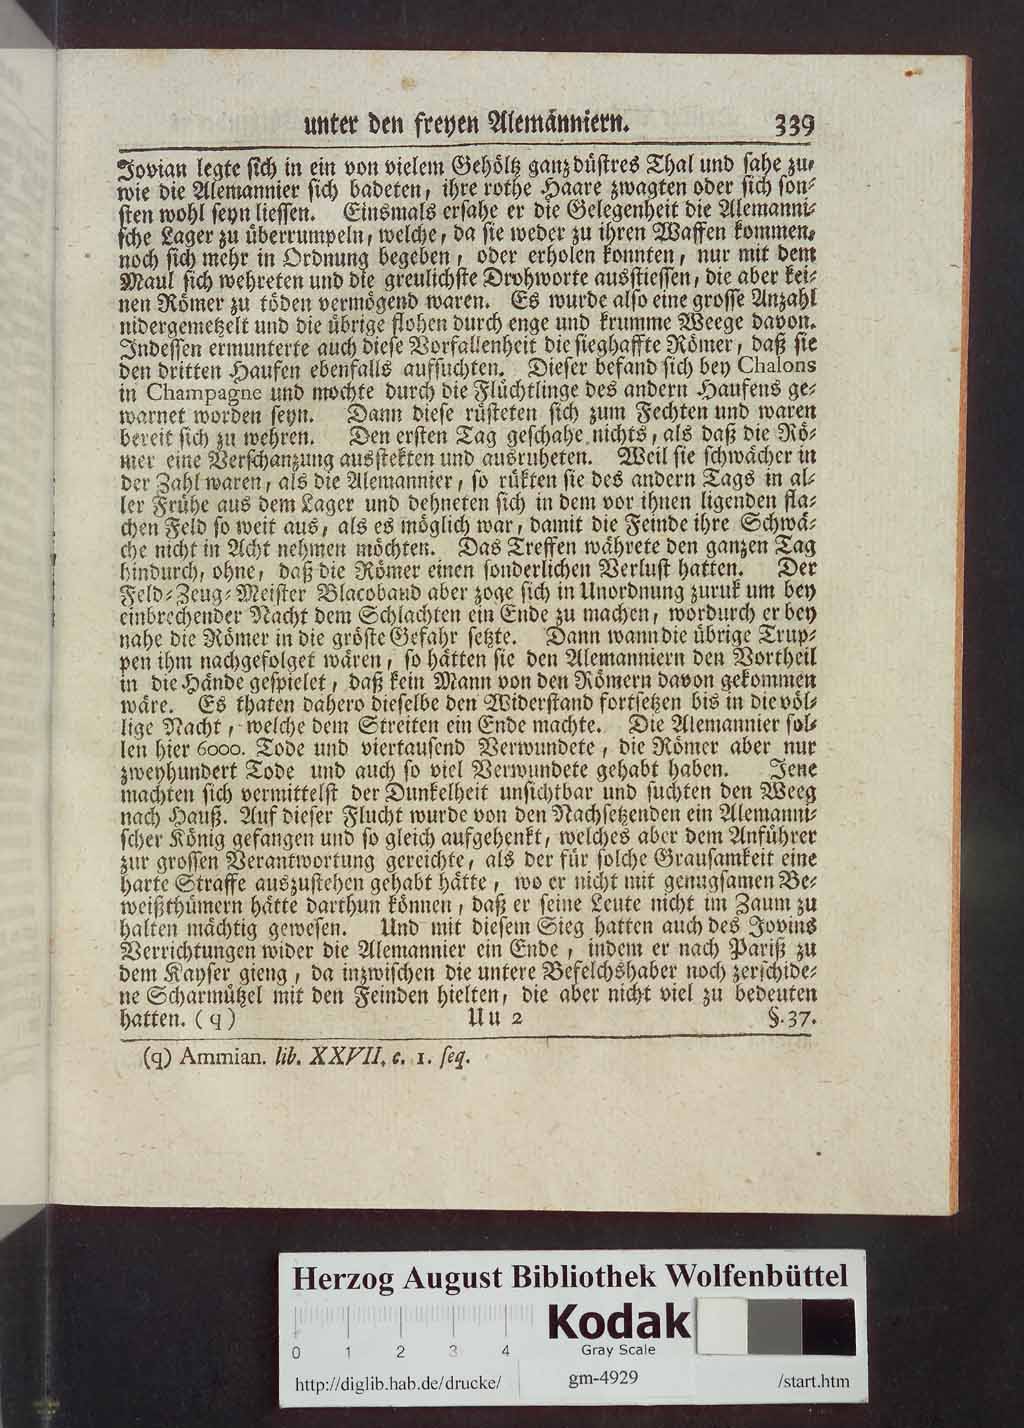 unter den freyen Alemänniern. 339
Jovian legte sich in ein von vielem Gehöltz ganz düstres Thal und sahe zu,
wie die Alemannier sich badeten, ihre rothe Haare zwagten oder sich son-
sten wohl seyn liessen. Einsmals ersahe er die Gelegenheit die Alemanni-
sche Lager zu überrumpeln, welche, da sie weder zu ihren Waffen kommen,
noch sich mehr in Ordnung begeben, oder erholen konnten, nur mit dem
Maul sich wehreten und die greulichste Drohworte ausstiessen, die aber kei-
nen Römer zu töden vermögend waren. Es wurde also eine grosse Anzahl
nidergemetzelt und die übrige flohen durch enge und krumme Weege davon.
Indessen ermunterte auch diese Vorfallenheit die sieghaffte Römer, daß sie
den dritten Haufen ebenfalls aufsuchten. Dieser befand sich bey Chalons
in Champagne und mochte durch die Flüchtlinge des andern Haufens ge-
warnet worden seyn. Dann diese rüsteten sich zum Fechten und waren
bereit sich zu wehren. Den ersten Tag geschahe nichts, als daß die Rö-
mer eine Verschanzung ausstekten und ausruheten. Weil sie schwächer in
der Zahl waren, als die Alemannier, so rükten sie des andern Tags in al-
ler Frühe aus dem Lager und dehneten sich in dem vor ihnen ligenden fla-
chen Feld so weit aus, als es möglich war, damit die Feinde ihre Schwä-
che nicht in Acht nehmen möchten. Das Treffen währete den ganzen Tag
hindurch, ohne, daß die Römer einen sonderlichen Verlust hatten. Der
Feld-Zeug-Meister Blacoband aber zoge sich in Unordnung zuruk um bey
einbrechender Nacht dem Schlachten ein Ende zu machen, wordurch er bey
nahe die Römer in die gröste Gefahr setzte. Dann wann die übrige Trup-
pen ihm nachgefolget wären, so hätten sie den Alemanniern den Vortheil
in die Hände gespielet, daß kein Mann von den Römern davon gekommen
wäre. Es thaten dahero dieselbe den Widerstand fortsetzen bis in die völ-
lige Nacht, welche dem Streiten ein Ende machte. Die Alemannier sol-
len hier 6000. Tode und viertausend Verwundete, die Römer aber nur
zweyhundert Tode und auch so viel Verwundete gehabt haben. Jene
machten sich vermittelst der Dunkelheit unsichtbar und suchten den Weeg
nach Hauß. Auf dieser Flucht wurde von den Nachsetzenden ein Alemanni-
scher König gefangen und so gleich aufgehenkt, welches aber dem Anführer
zur grossen Verantwortung gereichte, als der für solche Grausamkeit eine
harte Straffe auszustehen gehabt hätte, wo er nicht mit genugsamen Be-
weißthümern hätte darthun können, daß er seine Leute nicht im Zaum zu
halten mächtig gewesen. Und mit diesem Sieg hatten auch des Jovins
Verrichtungen wider die Alemannier ein Ende, indem er nach Pariß zu
dem Kayser gieng, da inzwischen die untere Befelchshaber noch zerschide-
ne Scharmützel mit den Feinden hielten, die aber nicht viel zu bedeuten
hatten. (q) Uu 2 §. 37.
(q) Ammian. lib. XXVII. c. 1. seq.
Herzog August Bibliothek Wolfenbüttel
Kodak
0 1 2 3 4 Gray Scale
http://diglib.hab.de/drucke/ gm-4929 /start.htm